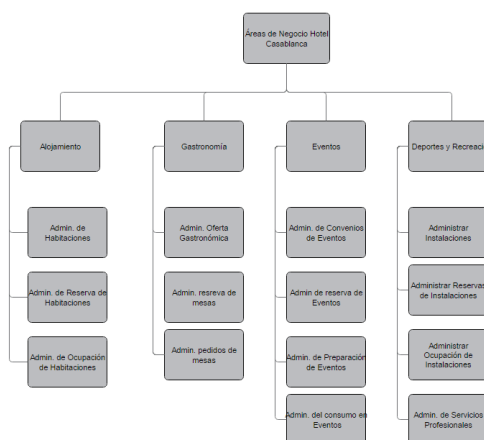 Áreas de Negocio Hotel
Casablanca
Alojamiento
Gastronomía
Eventos
Deportes y Recreació
Admin. de
Habitaciones
Admin. Oferta
Gastronómica
Admin. de Convenios
de Eventos
Administrar
Instalaciones
Admin. de Reserva de
Habitaciones
Admin. resreva de
mesas
Admin de reserva de
Eventos
Administrar Reservas
de Instalaciones
Admin. de Ocupación
de Habitaciones
Admin. pedidos de
mesas
Admin. de Preparación
de Eventos
Administrar
Ocupación de
Instalaciones
Admin. del consumo en
Eventos
Admin. de Servicios
Profesionales